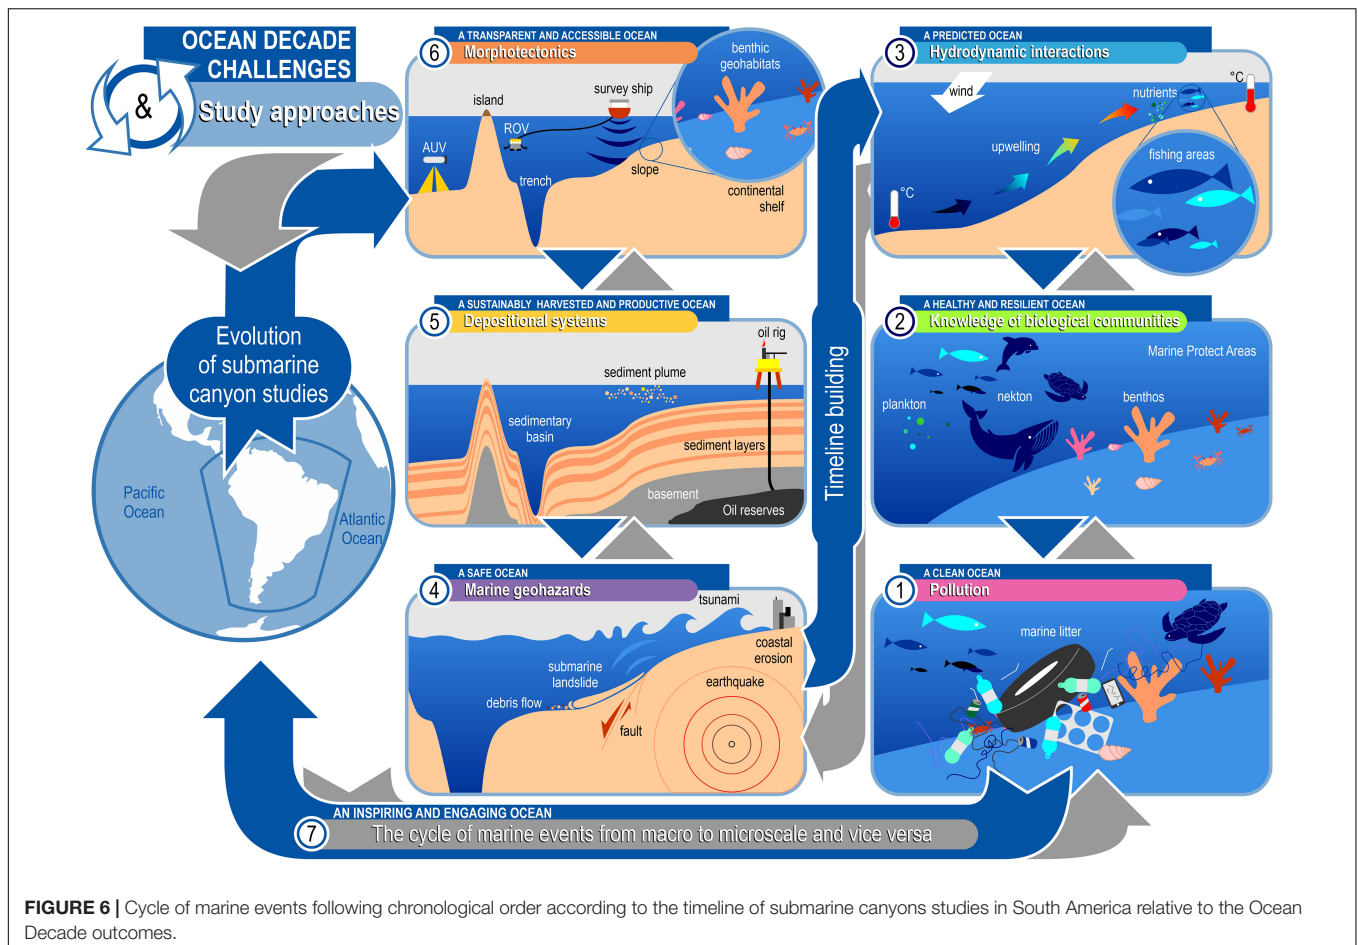 OCEAN DECADE
CHALLENGES
&
Study approaches
Evolution
of submarine
canyon studies
Pacific
Ocean
Atlantic
Ocean
A TRANSPARENT AND ACCESSIBLE OCEAN
6
Morphotectonics
benthic
geohabitats
island
survey ship
ROV
AUV
trench
slope
continental
shelf
A SUSTAINABLY HARVESTED AND PRODUCTIVE OCEAN
5
Depositional systems
oil rig
sediment plume
sedimentary
basin
sediment layers
basement
Oil reserves
A SAFE OCEAN
4
Marine geohazards
tsunami
coastal
erosion
submarine
landslide
earthquake
debris flow
fault
Timeline building
A PREDICTED OCEAN
3
Hydrodynamic interactions
wind
nutrients
°C
upwelling
fishing areas
°C
A HEALTHY AND RESILIENT OCEAN
2
Knowledge of biological communities
Marine Protect Areas
plankton
nekton
benthos
A CLEAN OCEAN
1
Pollution
marine litter
AN INSPIRING AND ENGAGING OCEAN
7
The cycle of marine events from macro to microscale and vice versa
FIGURE 6 | Cycle of marine events following chronological order according to the timeline of submarine canyons studies in South America relative to the Ocean
Decade outcomes.